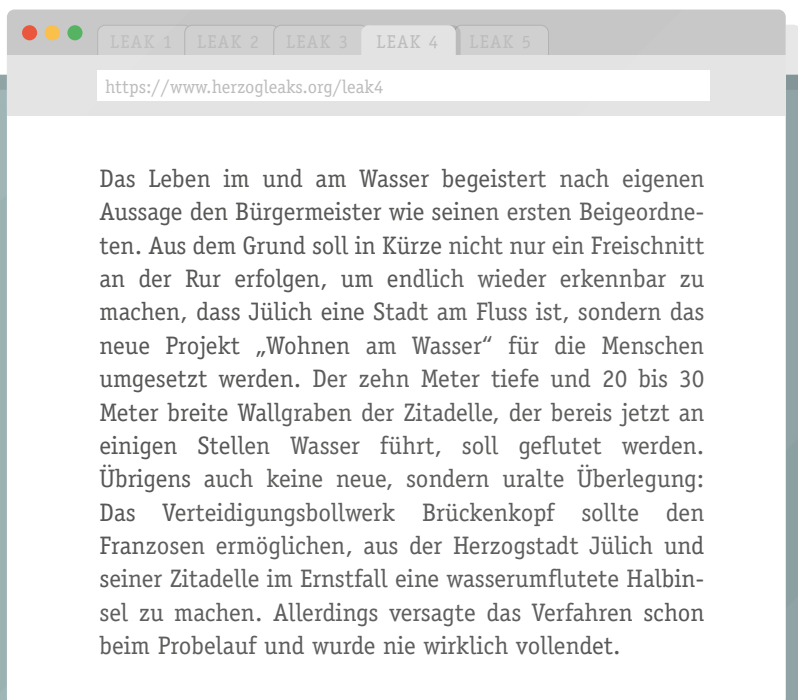 LEAK 1 LEAK 2 LEAK 3 LEAK 4 LEAK 5
https://www.herzogleaks.org/leak4
Das Leben im und am Wasser begeistert nach eigenen
Aussage den Bürgermeister wie seinen ersten Beigeordne-
ten. Aus dem Grund soll in Kürze nicht nur ein Freischnitt
an der Rur erfolgen, um endlich wieder erkennbar zu
machen, dass Jülich eine Stadt am Fluss ist, sondern das
neue Projekt „Wohnen am Wasser“ für die Menschen
umgesetzt werden. Der zehn Meter tiefe und 20 bis 30
Meter breite Wallgraben der Zitadelle, der bereis jetzt an
einigen Stellen Wasser führt, soll geflutet werden.
Übrigens auch keine neue, sondern uralte Überlegung:
Das Verteidigungsbollwerk Brückenkopf sollte den
Franzosen ermöglichen, aus der Herzogstadt Jülich und
seiner Zitadelle im Ernstfall eine wasserumflutete Halbin-
sel zu machen. Allerdings versagte das Verfahren schon
beim Probelauf und wurde nie wirklich vollendet.